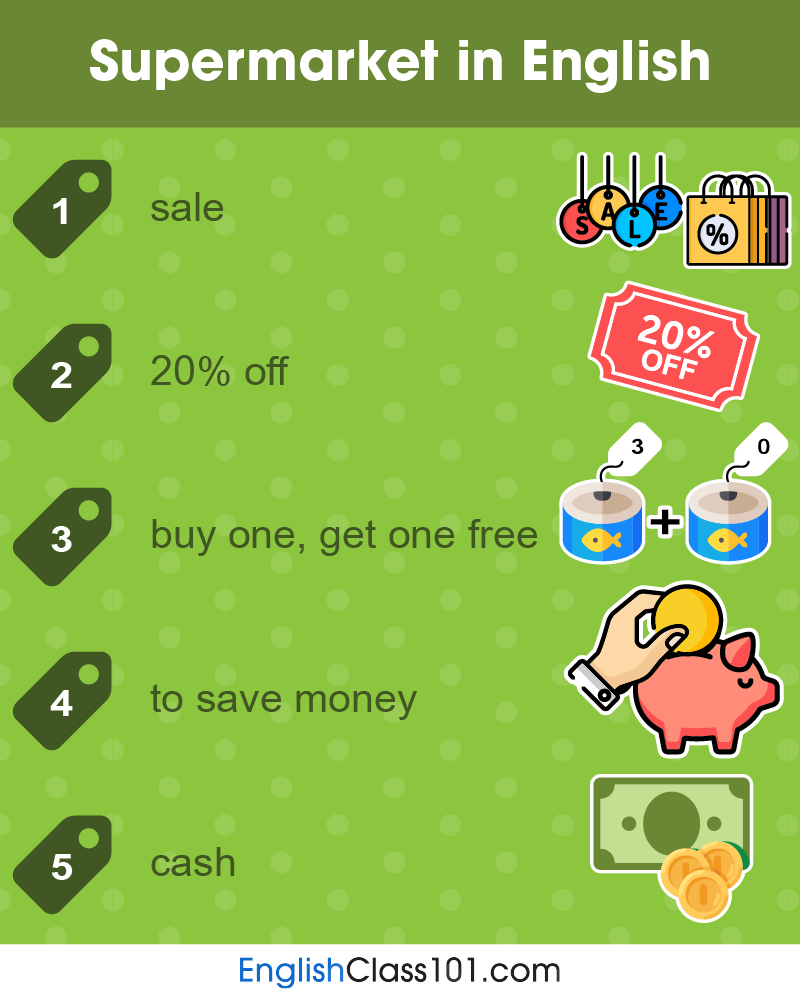 Supermarket in English
1 sale
S A L E
%
2 20% off
20%
OFF
3 buy one, get one free
3 + 0
4 to save money
5 cash
EnglishClass101.com